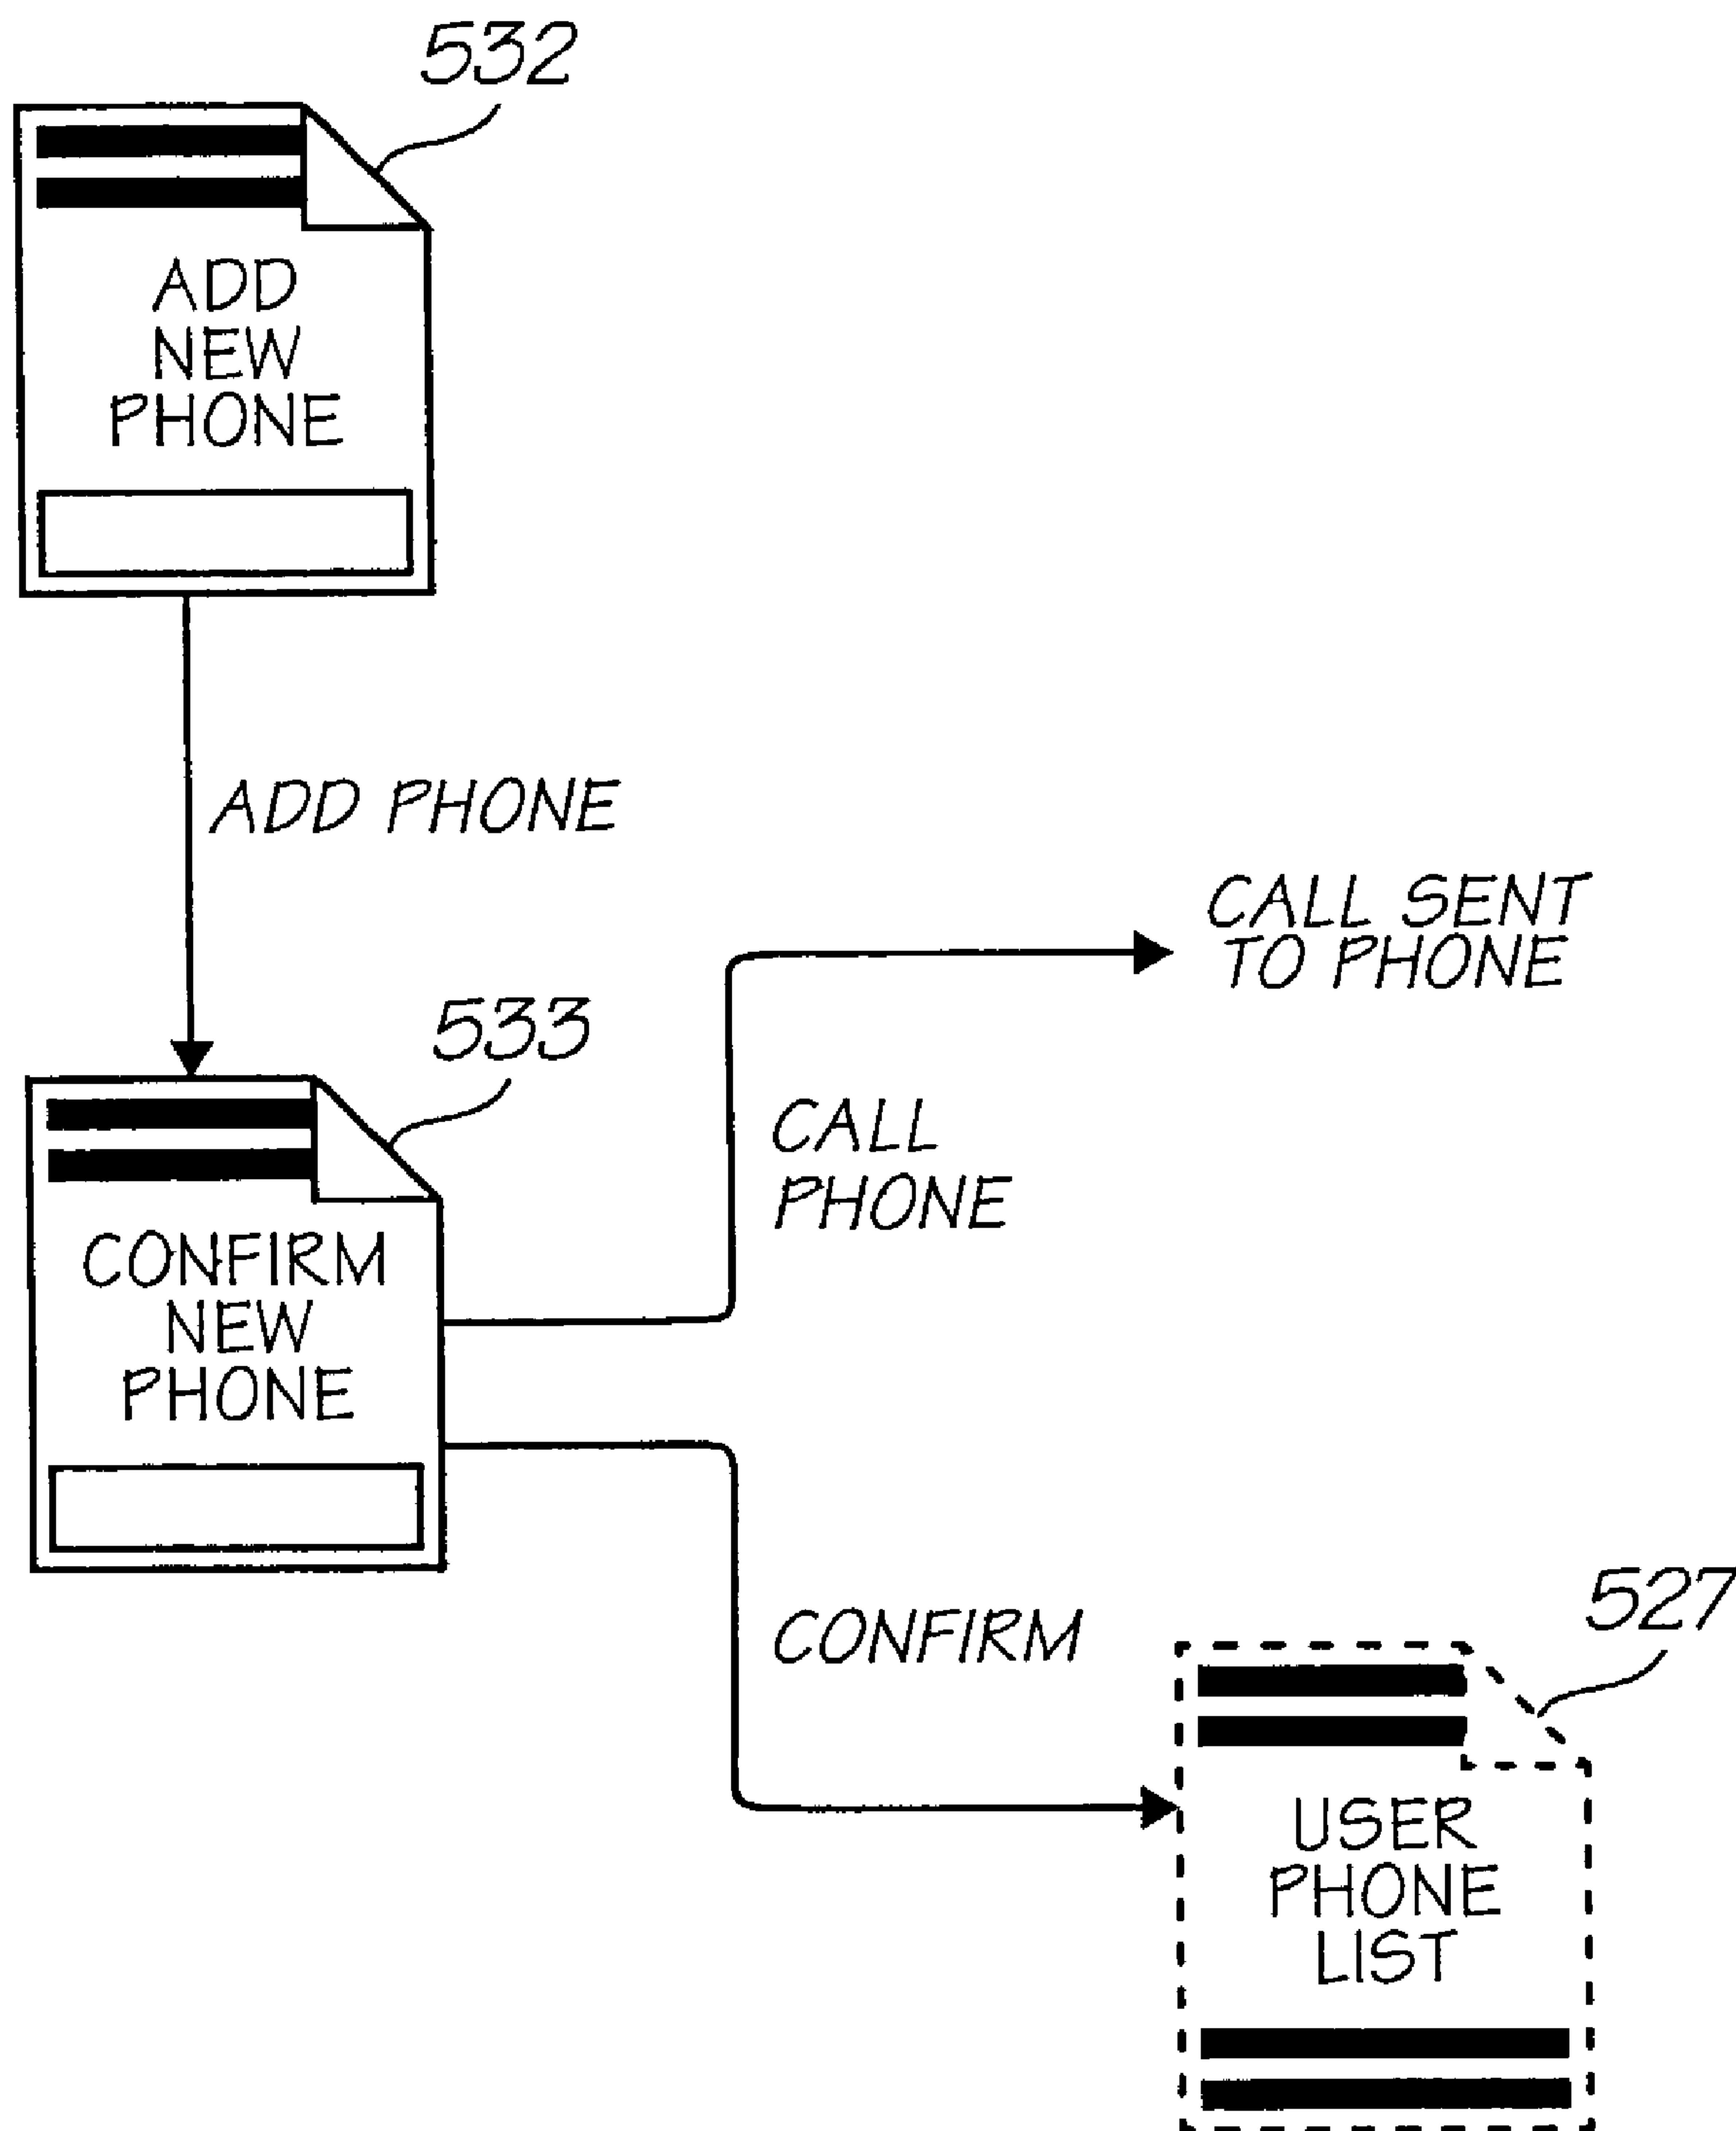 532
ADD
NEW
PHONE
ADD PHONE
CALL SENT
TO PHONE
533
CALL
PHONE
CONFIRM
NEW
PHONE
CONFIRM
527
USER
PHONE
LIST